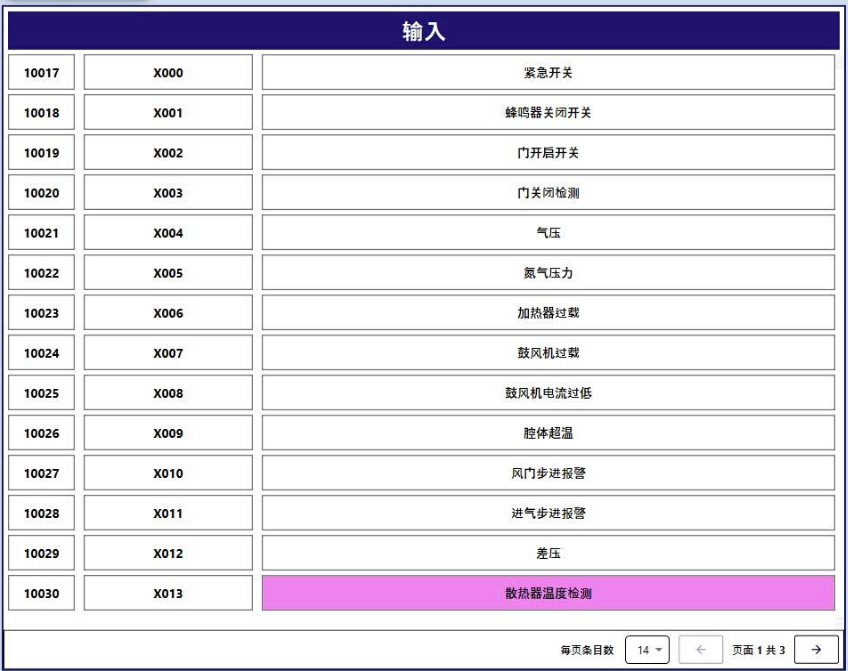 输入
10017 X000 紧急开关
10018 X001 蜂鸣器关闭开关
10019 X002 门开启开关
10020 X003 门关闭检测
10021 X004 气压
10022 X005 氮气压力
10023 X006 加热器过载
10024 X007 鼓风机过载
10025 X008 鼓风机电流过低
10026 X009 腔体超温
10027 X010 风门步进报警
10028 X011 进气步进报警
10029 X012 差压
10030 X013 散热器温度检测
每页条目数 14 ← 页面 1 共 3 →